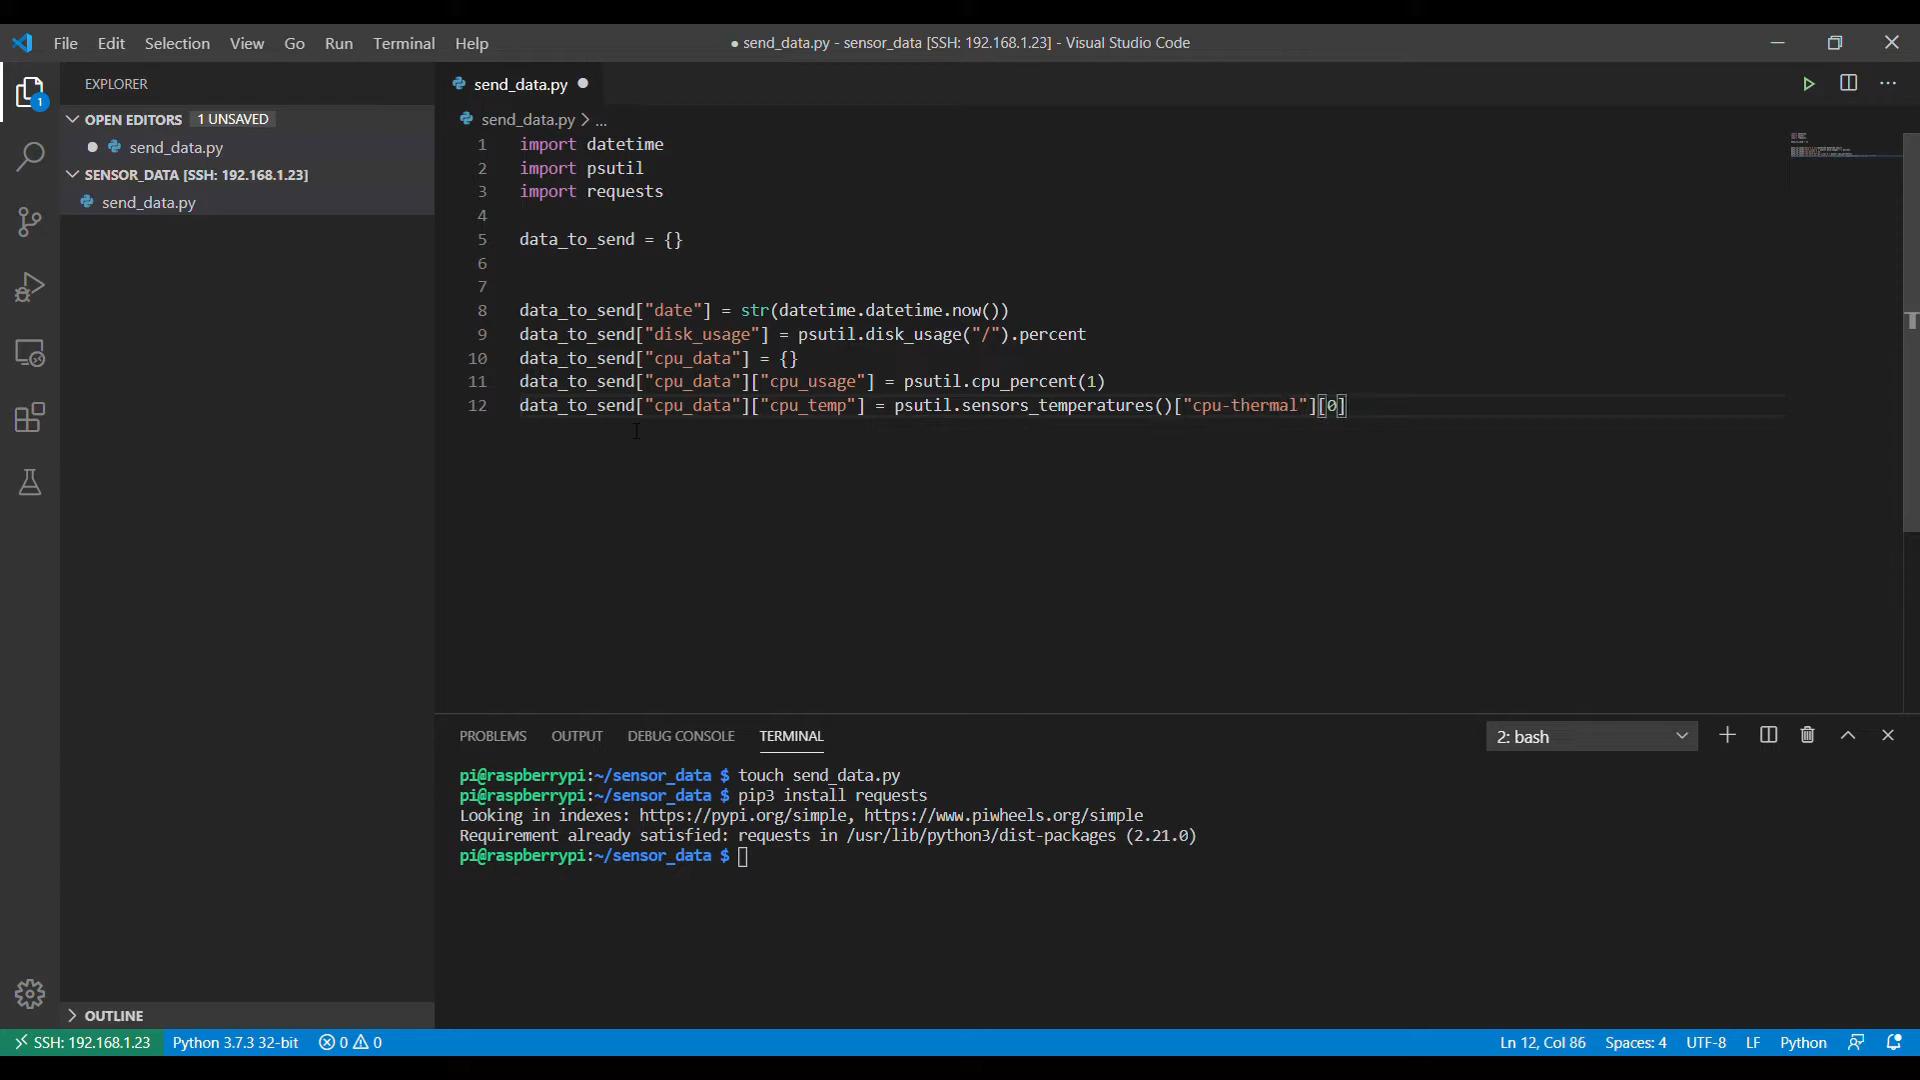 File Edit Selection View Go Run Terminal Help
● send_data.py - sensor_data [SSH: 192.168.1.23] - Visual Studio Code
EXPLORER
OPEN EDITORS 1 UNSAVED
send_data.py
SENSOR_DATA [SSH: 192.168.1.23]
send_data.py
OUTLINE
1
send_data.py
send_data.py > ...
1 import datetime
2 import psutil
3 import requests
4
5 data_to_send = {}
6
7
8 data_to_send["date"] = str(datetime.datetime.now())
9 data_to_send["disk_usage"] = psutil.disk_usage("/").percent
10 data_to_send["cpu_data"] = {}
11 data_to_send["cpu_data"]["cpu_usage"] = psutil.cpu_percent(1)
12 data_to_send["cpu_data"]["cpu_temp"] = psutil.sensors_temperatures()["cpu-thermal"][0]
PROBLEMS OUTPUT DEBUG CONSOLE TERMINAL 2: bash
pi@raspberrypi:~/sensor_data $ touch send_data.py
pi@raspberrypi:~/sensor_data $ pip3 install requests
Looking in indexes: https://pypi.org/simple, https://www.piwheels.org/simple
Requirement already satisfied: requests in /usr/lib/python3/dist-packages (2.21.0)
pi@raspberrypi:~/sensor_data $
SSH: 192.168.1.23 Python 3.7.3 32-bit 0 0 Ln 12, Col 86 Spaces: 4 UTF-8 LF Python